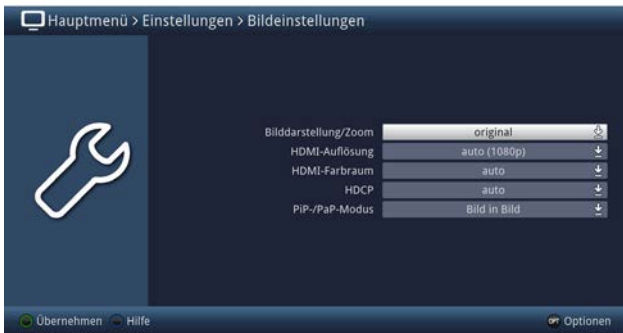 Hauptmenü > Einstellungen > Bildeinstellungen
Bilddarstellung/Zoom original
HDMI-Auflösung auto (1080p)
HDMI-Farbraum auto
HDCP auto
PiP-/PaP-Modus Bild in Bild
Übernehmen Hilfe OPT Optionen